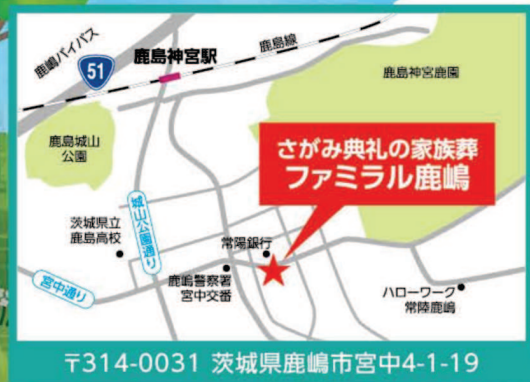 鹿嶋バイパス
51
鹿島神宮駅
鹿島線
鹿島神宮鹿園
鹿島城山
公園
さがみ典礼の家族葬
ファミラル鹿嶋
茨城県立
鹿島高校
城山公園通り
常陽銀行
宮中通り
鹿嶋警察署
宮中交番
ハローワーク
常陸鹿嶋
〒314-0031 茨城県鹿嶋市宮中4-1-19